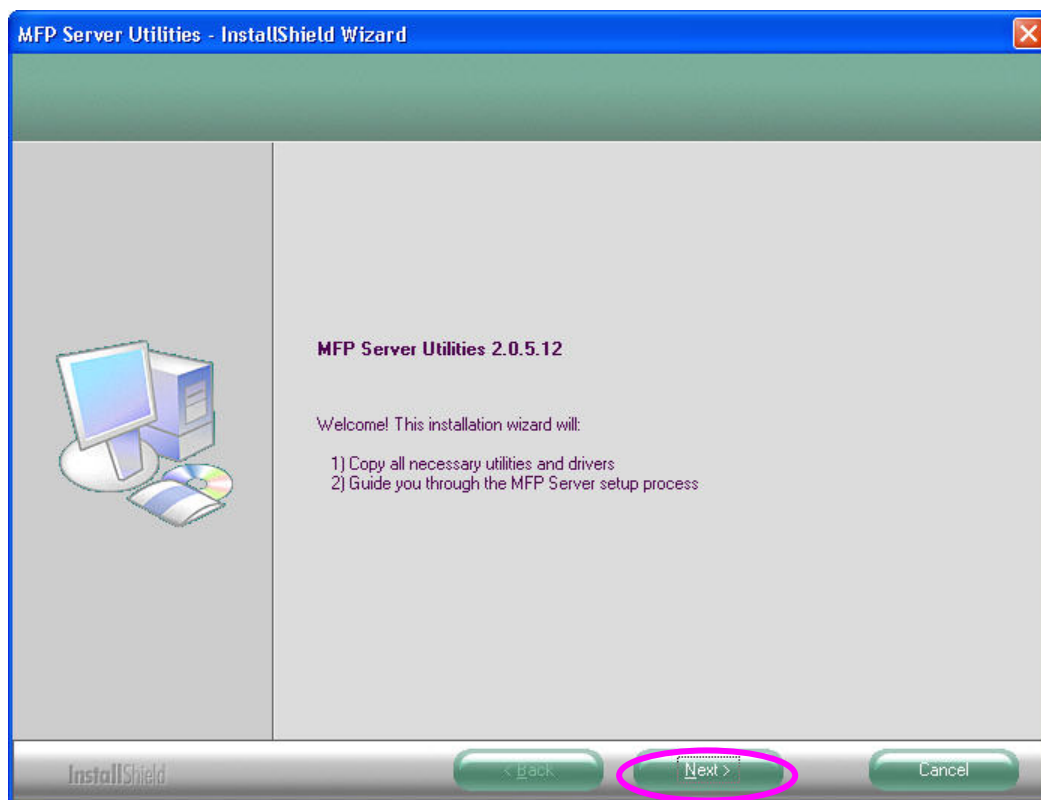 MFP Server Utilities - InstallShield Wizard
MFP Server Utilities 2.0.5.12
Welcome! This installation wizard will:
1) Copy all necessary utilities and drivers
2) Guide you through the MFP Server setup process
InstallShield
< Back
Next >
Cancel